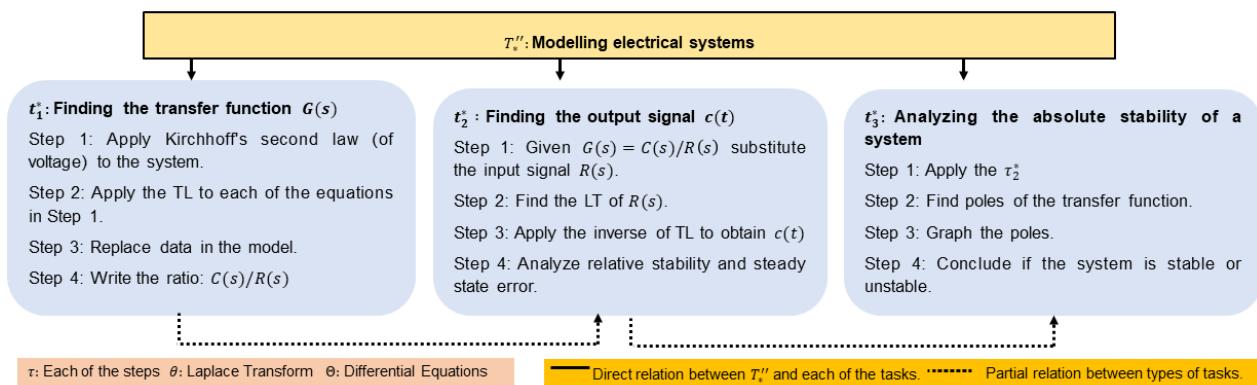 T*′′: Modelling electrical systems
t1*: Finding the transfer function G(s)
Step 1: Apply Kirchhoff's second law (of
voltage) to the system.
Step 2: Apply the TL to each of the equations
in Step 1.
Step 3: Replace data in the model.
Step 4: Write the ratio: C(s)/R(s)
t2* : Finding the output signal c(t)
Step 1: Given G(s) = C(s)/R(s) substitute
the input signal R(s).
Step 2: Find the LT of R(s).
Step 3: Apply the inverse of TL to obtain c(t)
Step 4: Analyze relative stability and steady
state error.
t3*: Analyzing the absolute stability of a
system
Step 1: Apply the τ2*
Step 2: Find poles of the transfer function.
Step 3: Graph the poles.
Step 4: Conclude if the system is stable or
unstable.
τ: Each of the steps θ: Laplace Transform Θ: Differential Equations
Direct relation between T*′′ and each of the tasks. Partial relation between types of tasks.